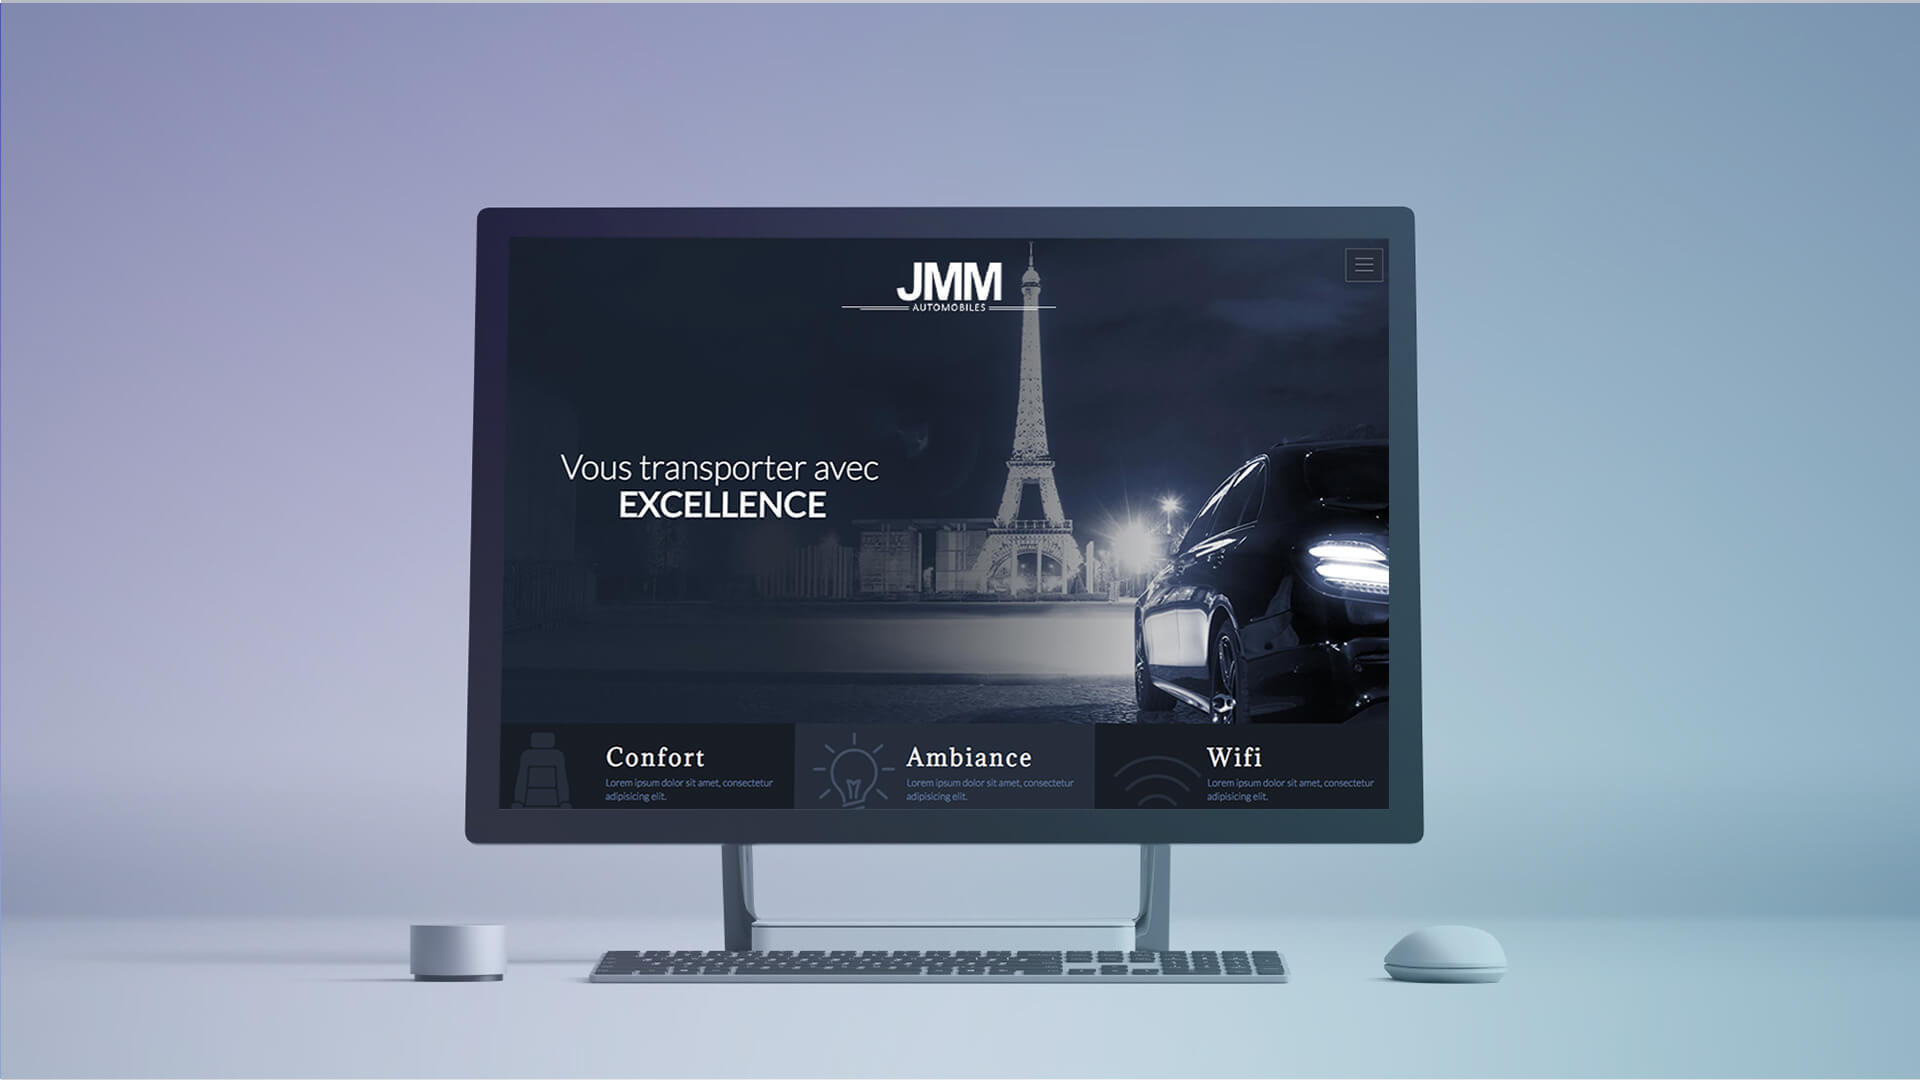 JMM
AUTOMOBILES
Vous transporter avec
EXCELLENCE
Confort
Lorem ipsum dolor sit amet, consectetur
adipisicing elit.
Ambiance
Lorem ipsum dolor sit amet, consectetur
adipisicing elit.
Wifi
Lorem ipsum dolor sit amet, consectetur
adipisicing elit.